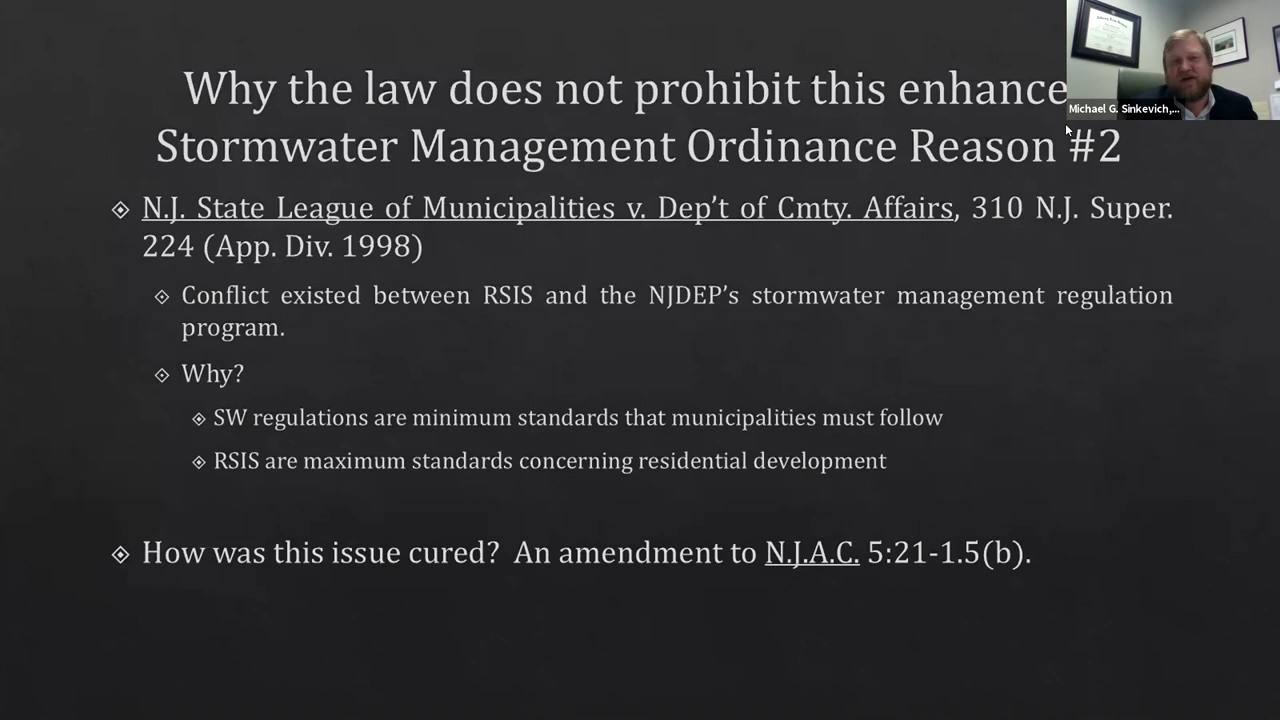 Why the law does not prohibit this enhance
Stormwater Management Ordinance Reason #2
N.J. State League of Municipalities v. Dep't of Cmty. Affairs, 310 N.J. Super.
224 (App. Div. 1998)
Conflict existed between RSIS and the NJDEP's stormwater management regulation
program.
Why?
SW regulations are minimum standards that municipalities must follow
RSIS are maximum standards concerning residential development
How was this issue cured?  An amendment to N.J.A.C. 5:21-1.5(b).
Michael G. Sinkevich,...